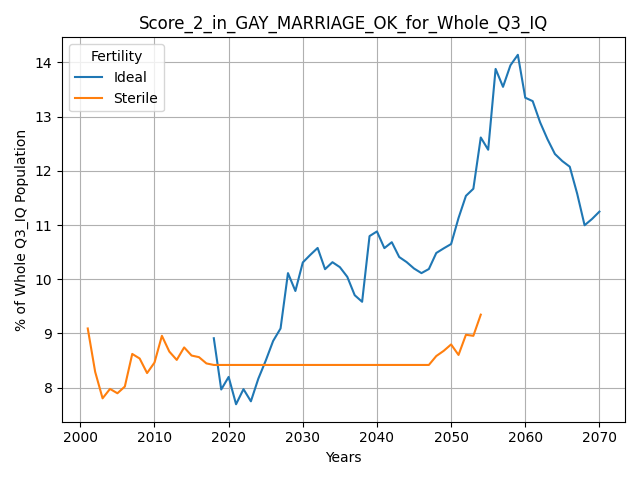 Score_2_in_GAY_MARRIAGE_OK_for_Whole_Q3_IQ
Fertility
Ideal
Sterile
% of Whole Q3_IQ Population
14
13
12
11
10
9
8
2000 2010 2020 2030 2040 2050 2060 2070
Years